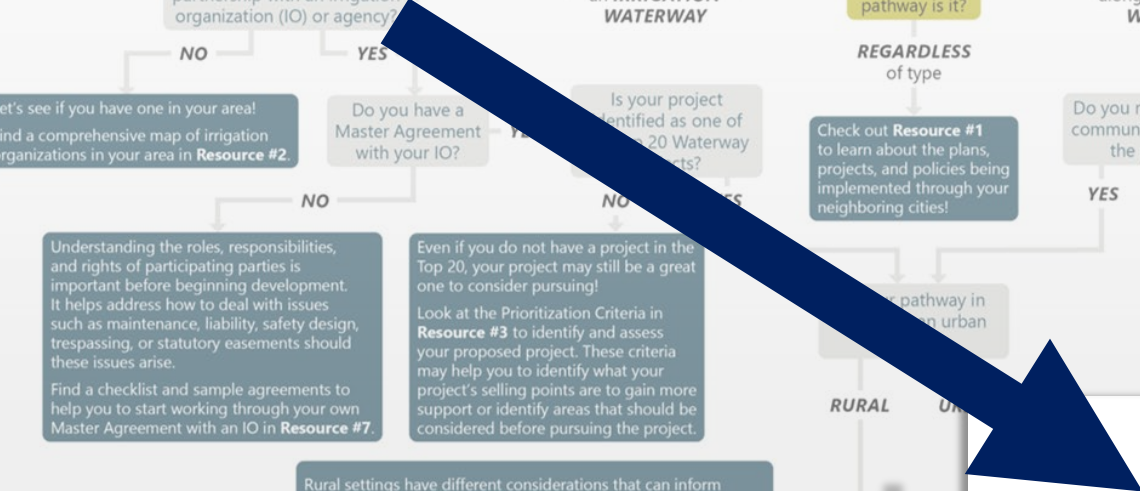 organization (IO) or agency?
WATERWAY
pathway is it?
NO
YES
REGARDLESS
of type
et's see if you have one in your area!
ind a comprehensive map of irrigation
rganizations in your area in Resource #2.
Do you have a
Master Agreement
with your IO?
Is your project
entified as one of
20 Waterway
Check out Resource #1
to learn about the plans,
projects, and policies being
implemented through your
neighboring cities!
Do you
commun
the
NO
NO
YES
Understanding the roles, responsibilities,
and rights of participating parties is
important before beginning development.
It helps address how to deal with issues
such as maintenance, liability, safety design,
trespassing, or statutory easements should
these issues arise.
Find a checklist and sample agreements to
help you to start working through your own
Master Agreement with an IO in Resource #7.
Even if you do not have a project in the
Top 20, your project may still be a great
one to consider pursuing!
Look at the Prioritization Criteria in
Resource #3 to identify and assess
your proposed project. These criteria
may help you to identify what your
project's selling points are to gain more
support or identify areas that should be
considered before pursuing the project.
pathway in
urban
RURAL
Rural settings have different considerations that can inform